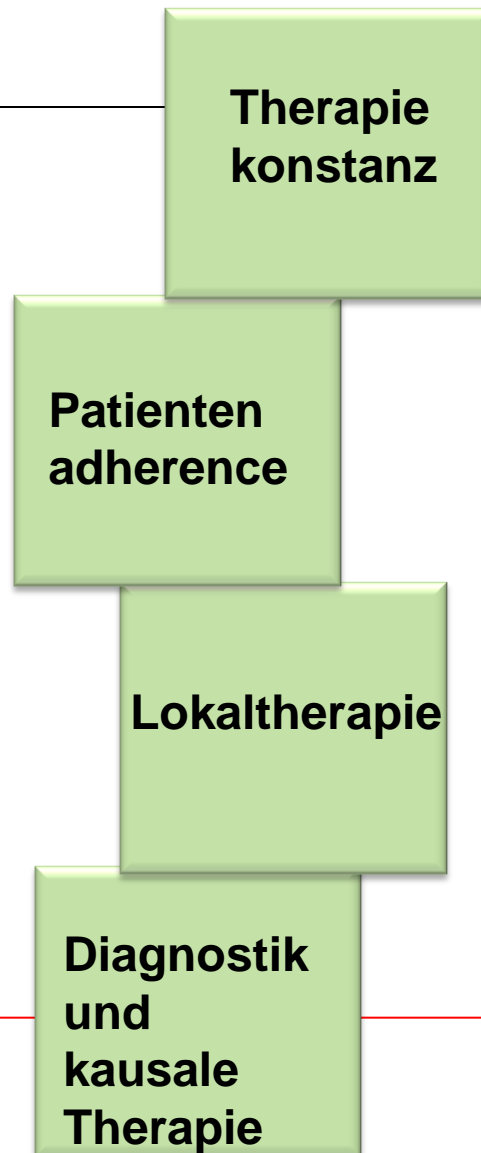 Therapie
konstanz
Patienten
adherence
Lokaltherapie
Diagnostik
und
kausale
Therapie